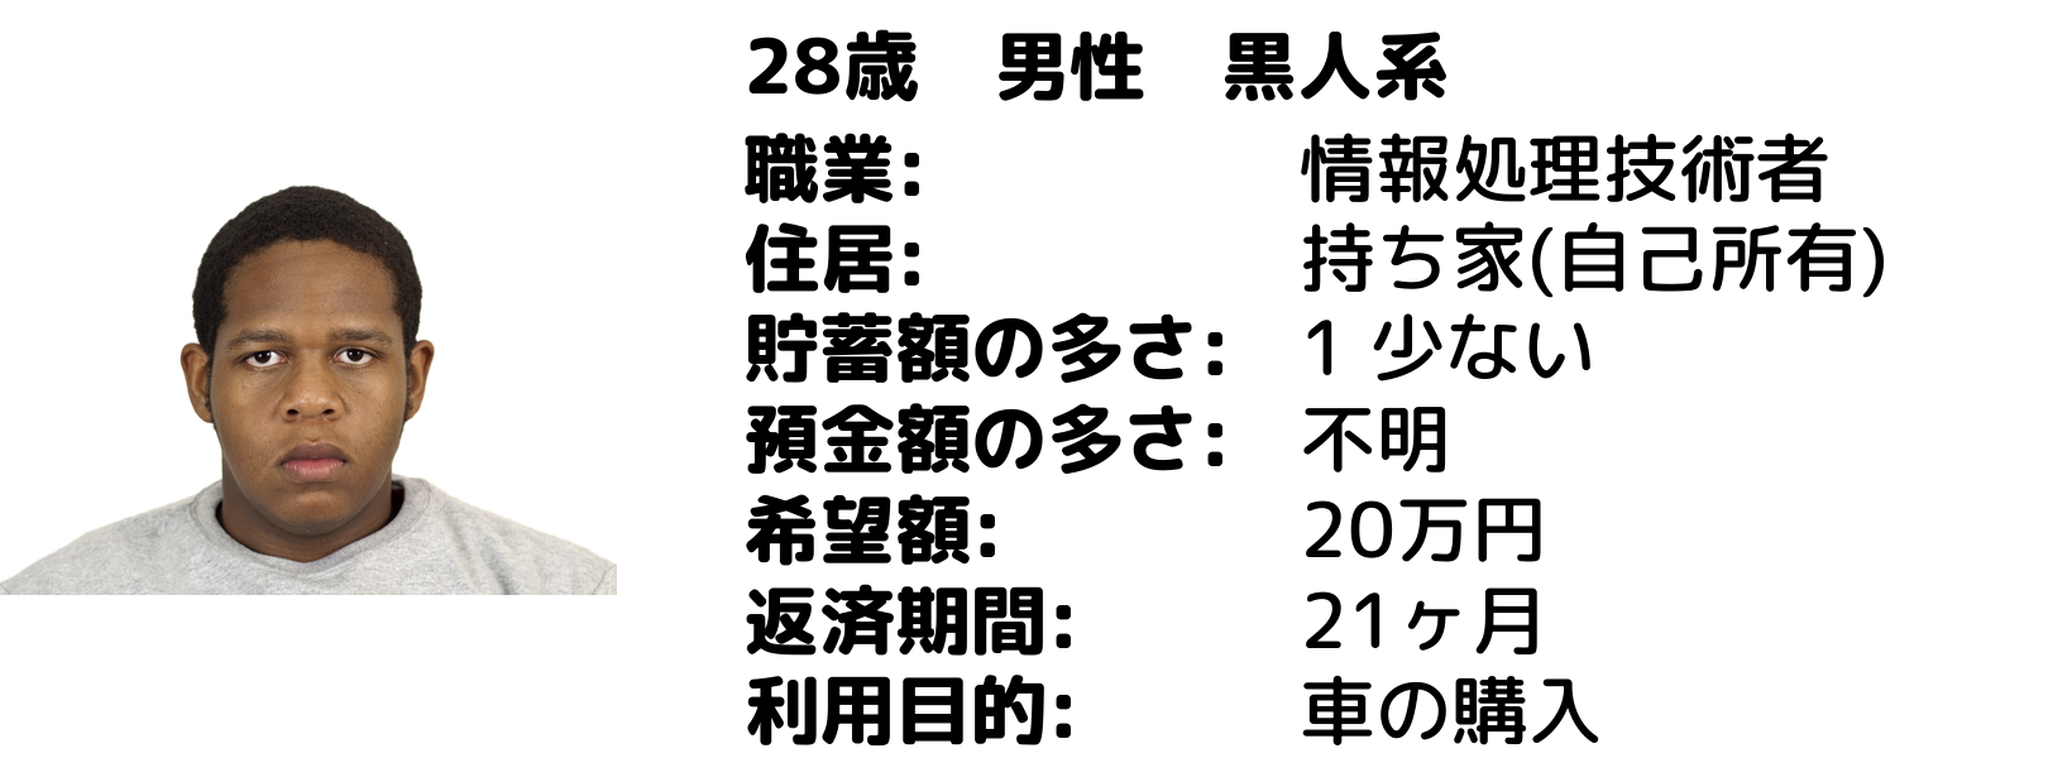 28歳　男性　黒人系
職業: 情報処理技術者
住居: 持ち家(自己所有)
貯蓄額の多さ: 1 少ない
預金額の多さ: 不明
希望額: 20万円
返済期間: 21ヶ月
利用目的: 車の購入